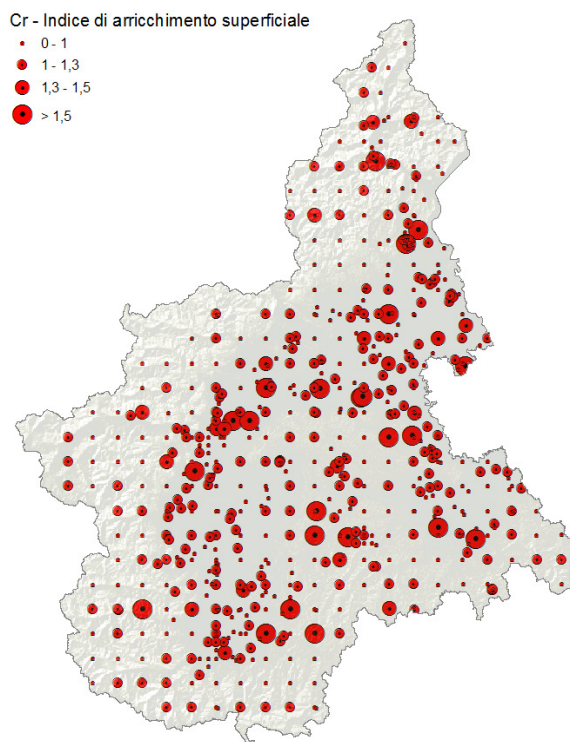 Cr - Indice di arricchimento superficiale
0 - 1
1 - 1,3
1,3 - 1,5
> 1,5